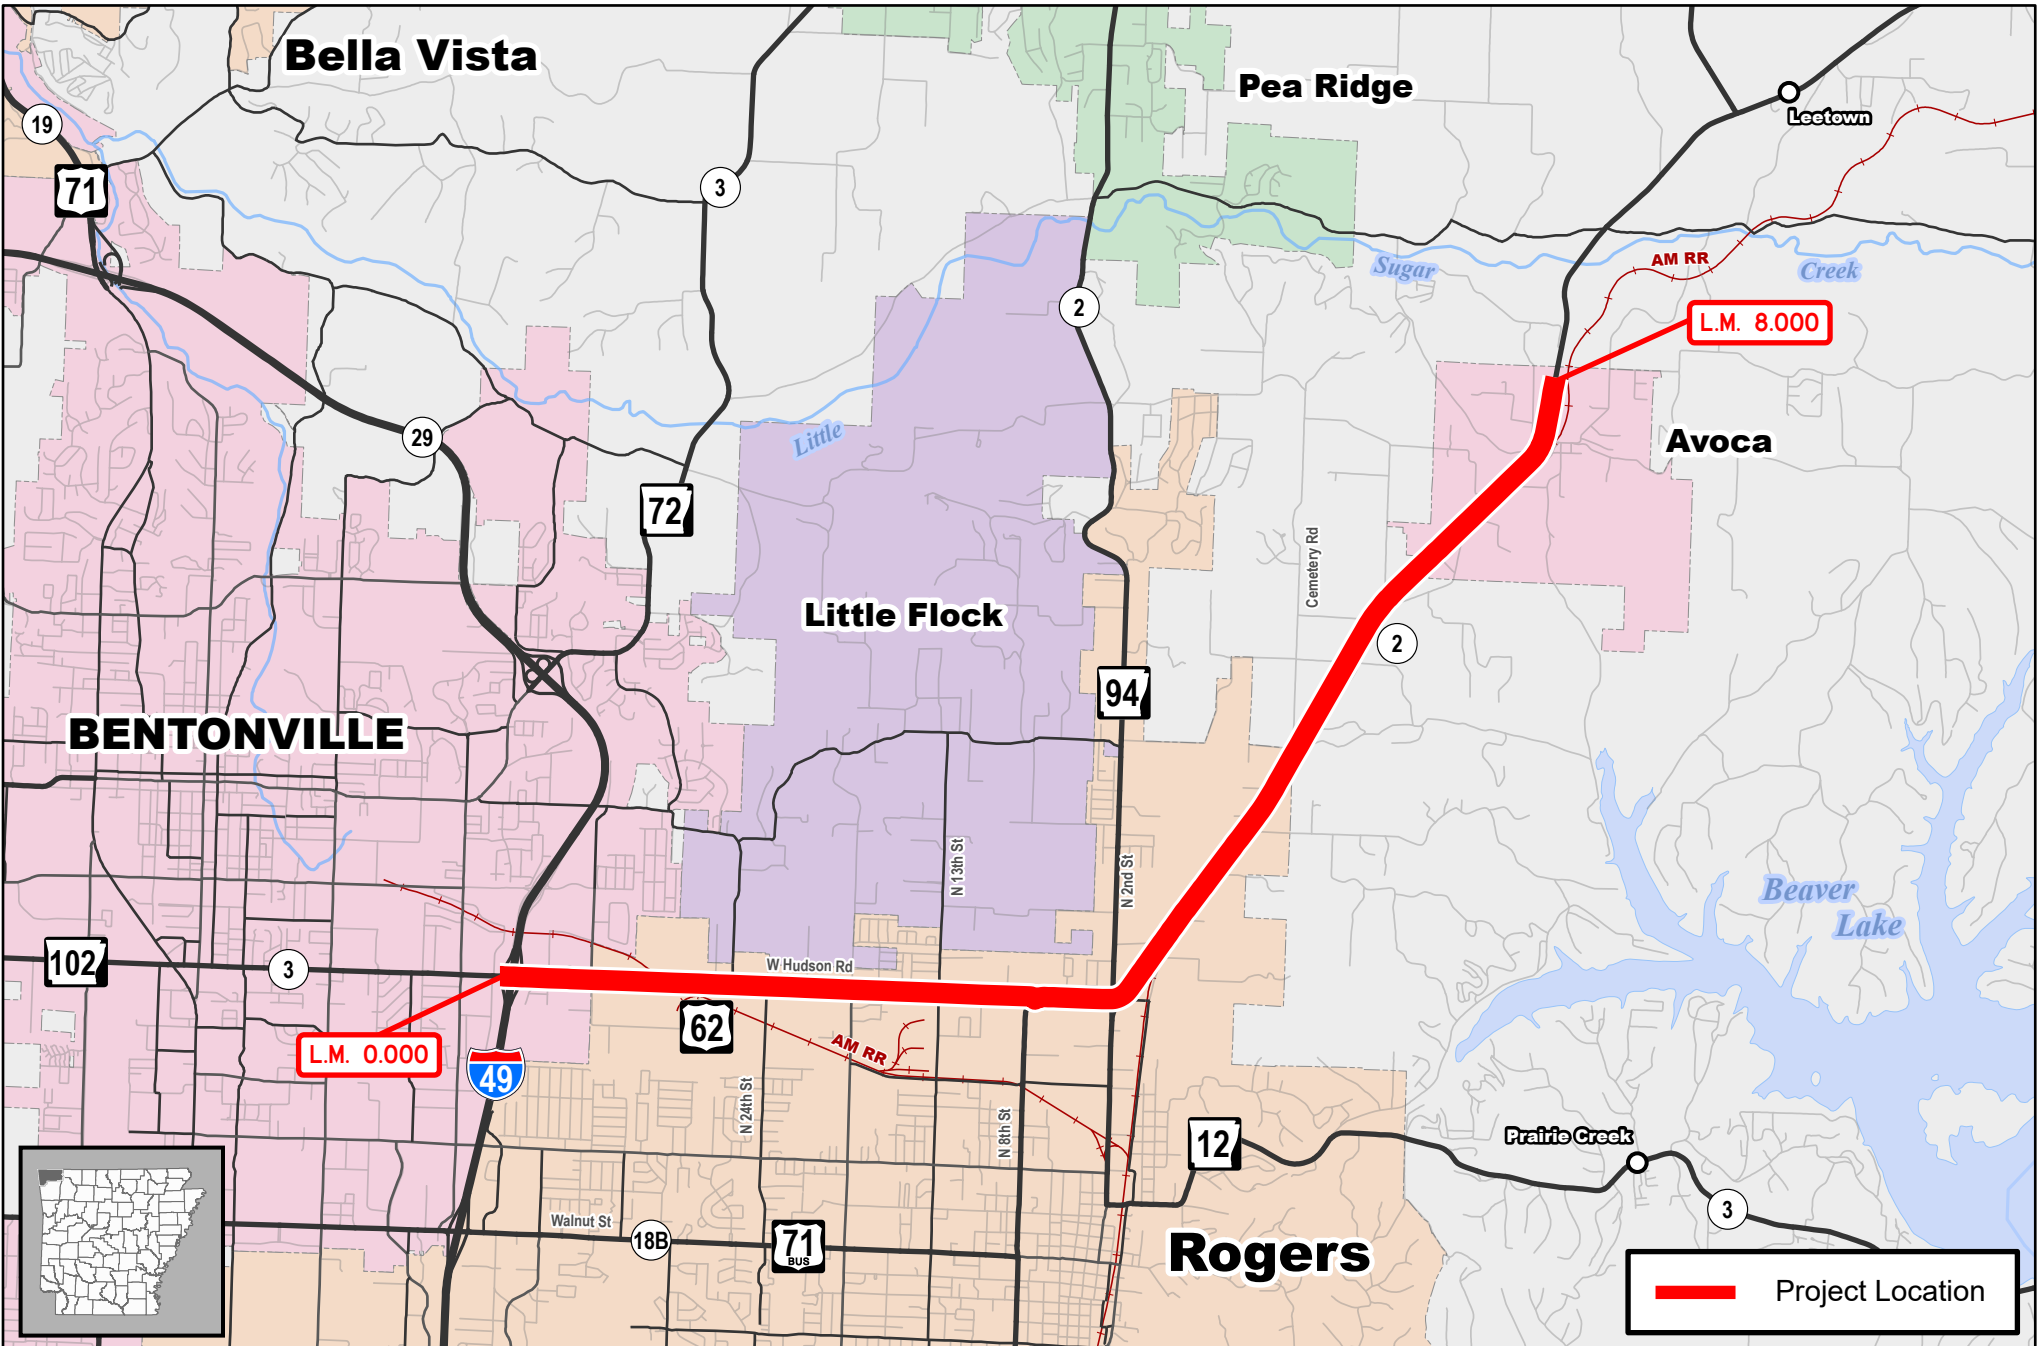 Bella Vista
Pea Ridge
Leetown
19
71
3
2
Sugar
AM RR
Creek
L.M. 8.000
29
Little
Avoca
72
Cemetery Rd
Little Flock
2
94
BENTONVILLE
N 13th St
N 2nd St
Beaver
Lake
102
3
W Hudson Rd
62
AM RR
L.M. 0.000
49
N 24th St
N 8th St
12
Prairie Creek
3
Walnut St
18B
71
BUS
Rogers
Project Location